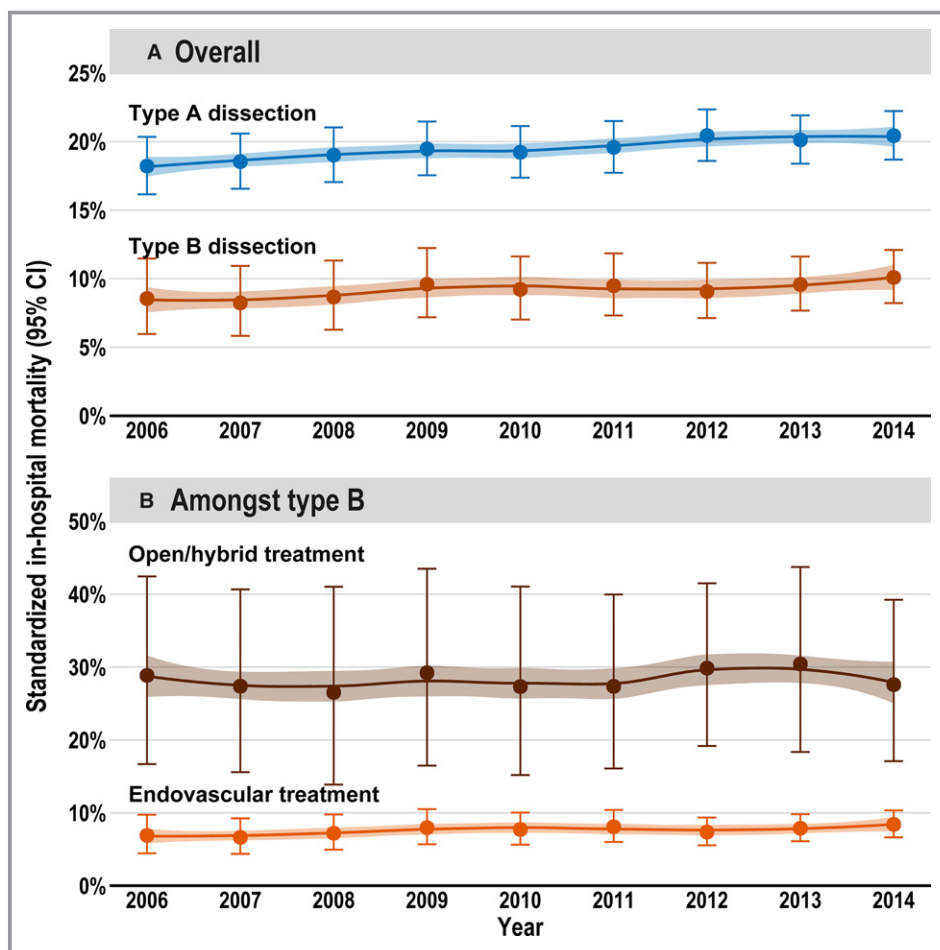 A Overall
25%
Type A dissection
20%
15%
Type B dissection
10%
5%
0%
2006 2007 2008 2009 2010 2011 2012 2013 2014
Standardized in-hospital mortality (95% CI)
B Amongst type B
50%
Open/hybrid treatment
40%
30%
20%
Endovascular treatment
10%
0%
2006 2007 2008 2009 2010 2011 2012 2013 2014
Year